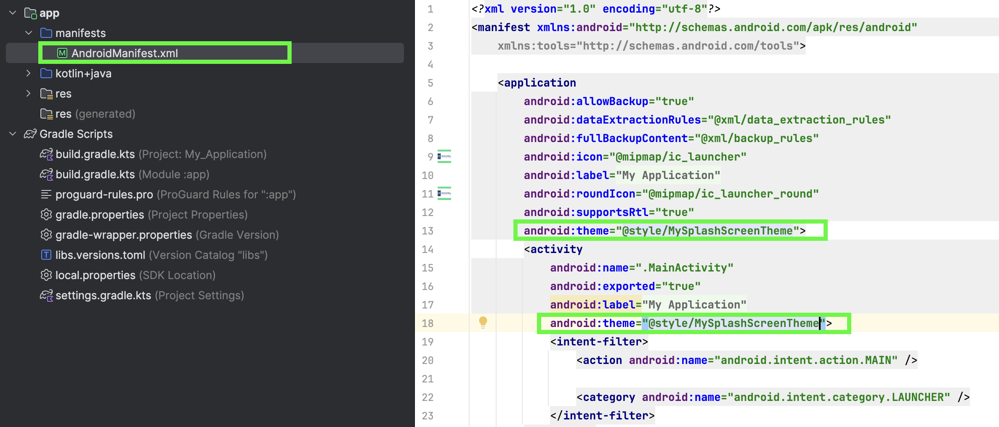 app
manifests
AndroidManifest.xml
kotlin+java
res
res (generated)
Gradle Scripts
build.gradle.kts (Project: My_Application)
build.gradle.kts (Module :app)
proguard-rules.pro (ProGuard Rules for ":app")
gradle.properties (Project Properties)
gradle-wrapper.properties (Gradle Version)
libs.versions.toml (Version Catalog "libs")
local.properties (SDK Location)
settings.gradle.kts (Project Settings)
1 <?xml version="1.0" encoding="utf-8"?>
2 <manifest xmlns:android="http://schemas.android.com/apk/res/android"
3 xmlns:tools="http://schemas.android.com/tools">
4
5 <application
6 android:allowBackup="true"
7 android:dataExtractionRules="@xml/data_extraction_rules"
8 android:fullBackupContent="@xml/backup_rules"
9 android:icon="@mipmap/ic_launcher"
10 android:label="My Application"
11 android:roundIcon="@mipmap/ic_launcher_round"
12 android:supportsRtl="true"
13 android:theme="@style/MySplashScreenTheme">
14 <activity
15 android:name=".MainActivity"
16 android:exported="true"
17 android:label="My Application"
18 android:theme="@style/MySplashScreenTheme">
19 <intent-filter>
20 <action android:name="android.intent.action.MAIN" />
21
22 <category android:name="android.intent.category.LAUNCHER" />
23 </intent-filter>